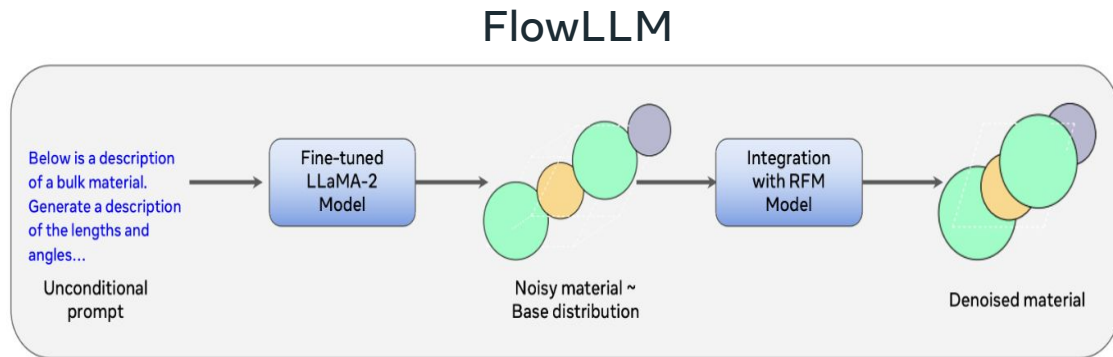 FlowLLM
Below is a description
of a bulk material.
Generate a description
of the lengths and
angles...
Unconditional
prompt
Fine-tuned
LLaMA-2
Model
Noisy material ~
Base distribution
Integration
with RFM
Model
Denoised material